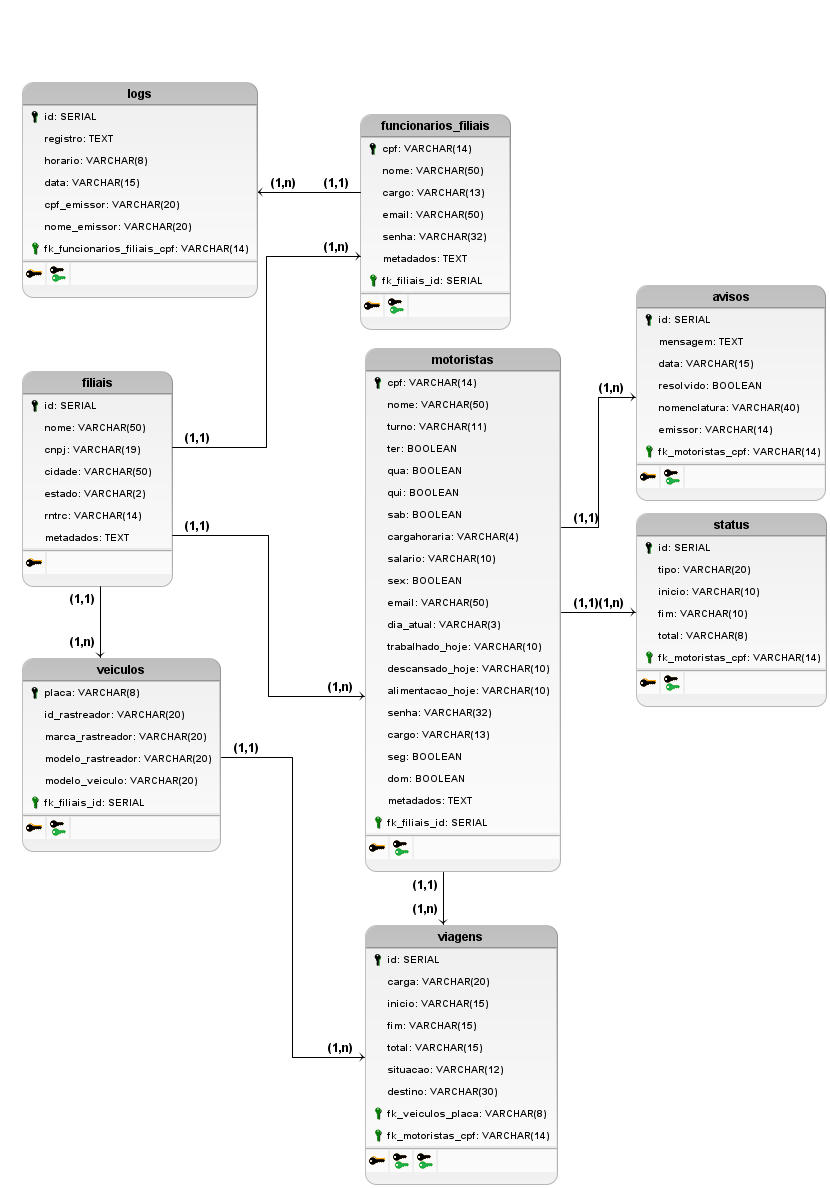 logs
id: SERIAL
registro: TEXT
horario: VARCHAR(8)
data: VARCHAR(15)
cpf_emissor: VARCHAR(20)
nome_emissor: VARCHAR(20)
fk_funcionarios_filiais_cpf: VARCHAR(14)
(1,n)
(1,1)
funcionarios_filiais
cpf: VARCHAR(14)
nome: VARCHAR(50)
cargo: VARCHAR(13)
email: VARCHAR(50)
senha: VARCHAR(32)
metadados: TEXT
fk_filiais_id: SERIAL
(1,n)
filiais
id: SERIAL
nome: VARCHAR(50)
cnpj: VARCHAR(19)
cidade: VARCHAR(50)
estado: VARCHAR(2)
rntrc: VARCHAR(14)
metadados: TEXT
(1,1)
(1,1)
(1,1)
(1,n)
motoristas
cpf: VARCHAR(14)
nome: VARCHAR(50)
turno: VARCHAR(11)
ter: BOOLEAN
qua: BOOLEAN
qui: BOOLEAN
sab: BOOLEAN
cargahoraria: VARCHAR(4)
salario: VARCHAR(10)
sex: BOOLEAN
email: VARCHAR(50)
dia_atual: VARCHAR(3)
trabalhado_hoje: VARCHAR(10)
descansado_hoje: VARCHAR(10)
alimentacao_hoje: VARCHAR(10)
senha: VARCHAR(32)
cargo: VARCHAR(13)
seg: BOOLEAN
dom: BOOLEAN
metadados: TEXT
fk_filiais_id: SERIAL
(1,n)
(1,n)
(1,1)
(1,1)(1,n)
avisos
id: SERIAL
mensagem: TEXT
data: VARCHAR(15)
resolvido: BOOLEAN
nomenclatura: VARCHAR(40)
emissor: VARCHAR(14)
fk_motoristas_cpf: VARCHAR(14)
status
id: SERIAL
tipo: VARCHAR(20)
inicio: VARCHAR(10)
fim: VARCHAR(10)
total: VARCHAR(8)
fk_motoristas_cpf: VARCHAR(14)
veiculos
placa: VARCHAR(8)
id_rastreador: VARCHAR(20)
marca_rastreador: VARCHAR(20)
modelo_rastreador: VARCHAR(20)
modelo_veiculo: VARCHAR(20)
fk_filiais_id: SERIAL
(1,1)
(1,1)
(1,n)
(1,n)
viagens
id: SERIAL
carga: VARCHAR(20)
inicio: VARCHAR(15)
fim: VARCHAR(15)
total: VARCHAR(15)
situacao: VARCHAR(12)
destino: VARCHAR(30)
fk_veiculos_placa: VARCHAR(8)
fk_motoristas_cpf: VARCHAR(14)